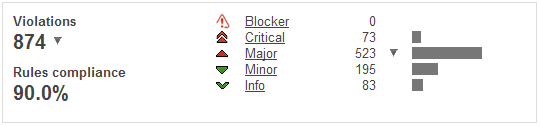 Violations
874
Rules compliance
90.0%
Blocker 0
Critical 73
Major 523
Minor 195
Info 83